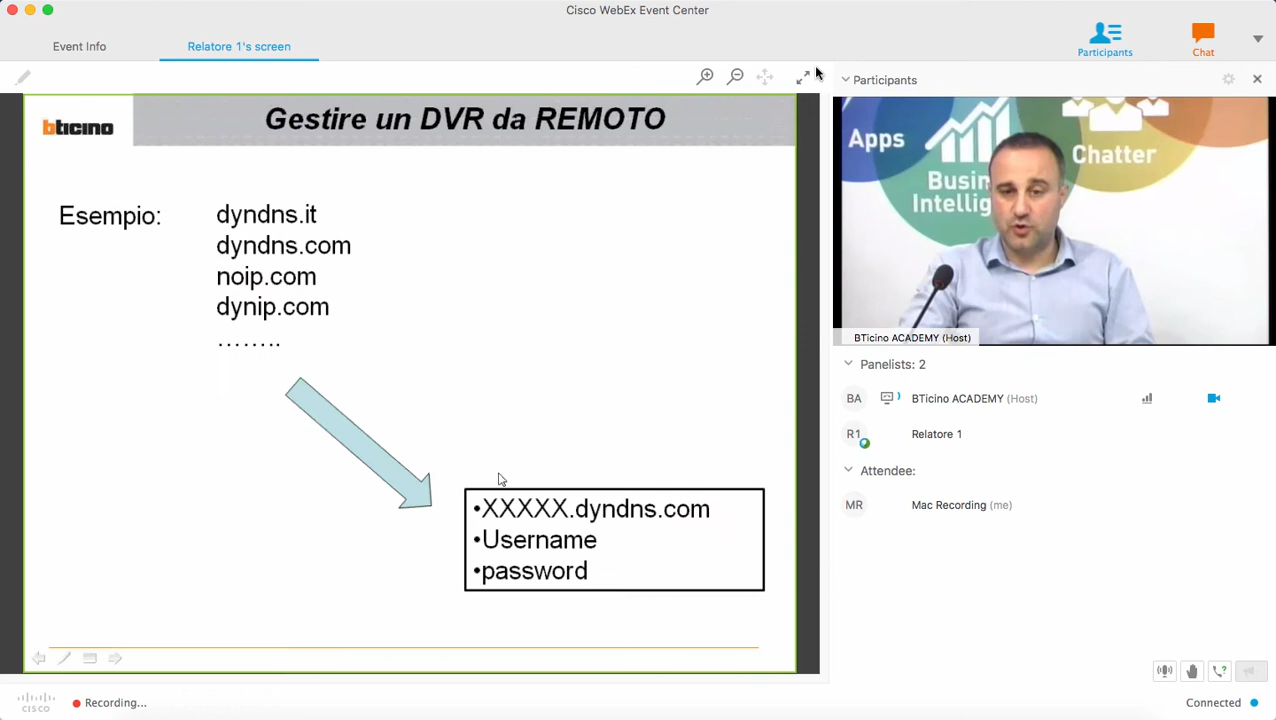 Cisco WebEx Event Center
Event Info
Relatore 1's screen
Participants
Chat
Participants
bticino
Gestire un DVR da REMOTO
Esempio:
dyndns.it
dyndns.com
noip.com
dynip.com
……..
•XXXXX.dyndns.com
•Username
•password
Apps
Chatter
Busin
Intellig
BTicino ACADEMY (Host)
Panelists: 2
BA
BTicino ACADEMY (Host)
R1
Relatore 1
Attendee:
MR
Mac Recording (me)
CISCO
Recording...
Connected